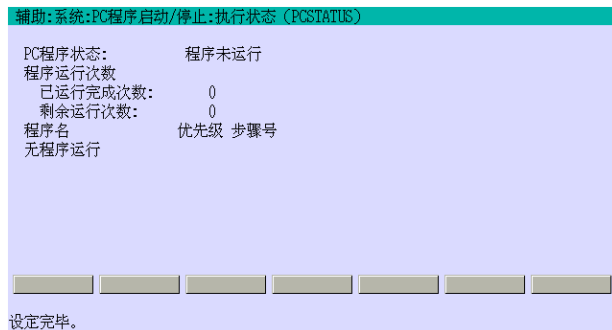 辅助:系统:PC程序启动/停止:执行状态(PCSTATUS)
PC程序状态: 程序未运行
程序运行次数
已运行完成次数: 0
剩余运行次数: 0
程序名 优先级 步骤号
无程序运行
设定完毕。